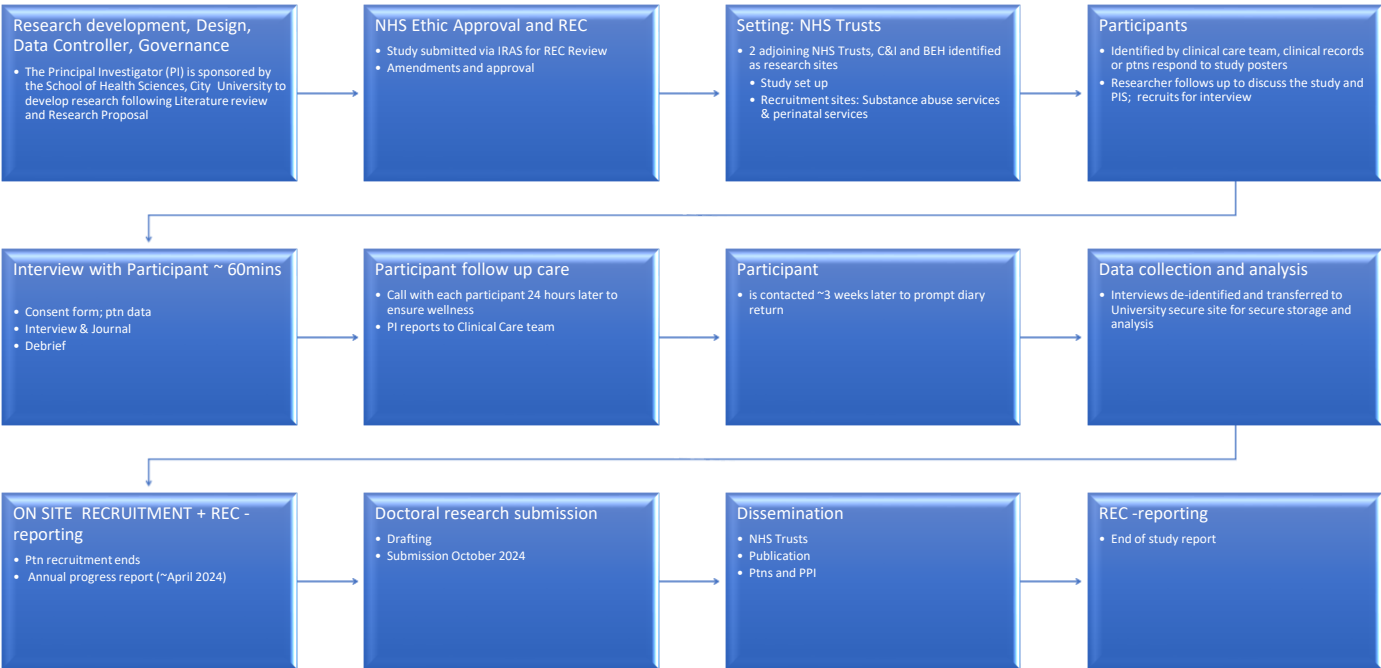 Research development, Design,
Data Controller, Governance
• The Principal Investigator (PI) is sponsored by
the School of Health Sciences, City University to
develop research following Literature review
and Research Proposal
NHS Ethic Approval and REC
• Study submitted via IRAS for REC Review
• Amendments and approval
Setting: NHS Trusts
• 2 adjoining NHS Trusts, C&I and BEH identified
as research sites
• Study set up
• Recruitment sites: Substance abuse services
& perinatal services
Participants
• Identified by clinical care team, clinical records
or ptns respond to study posters
• Researcher follows up to discuss the study and
PIS; recruits for interview
Interview with Participant ~ 60mins
• Consent form; ptn data
• Interview & Journal
• Debrief
Participant follow up care
• Call with each participant 24 hours later to
ensure wellness
• PI reports to Clinical Care team
Participant
• is contacted ~3 weeks later to prompt diary
return
Data collection and analysis
• Interviews de-identified and transferred to
University secure site for secure storage and
analysis
ON SITE RECRUITMENT + REC -
reporting
• Ptn recruitment ends
• Annual progress report (~April 2024)
Doctoral research submission
• Drafting
• Submission October 2024
Dissemination
• NHS Trusts
• Publication
• Ptns and PPI
REC -reporting
• End of study report